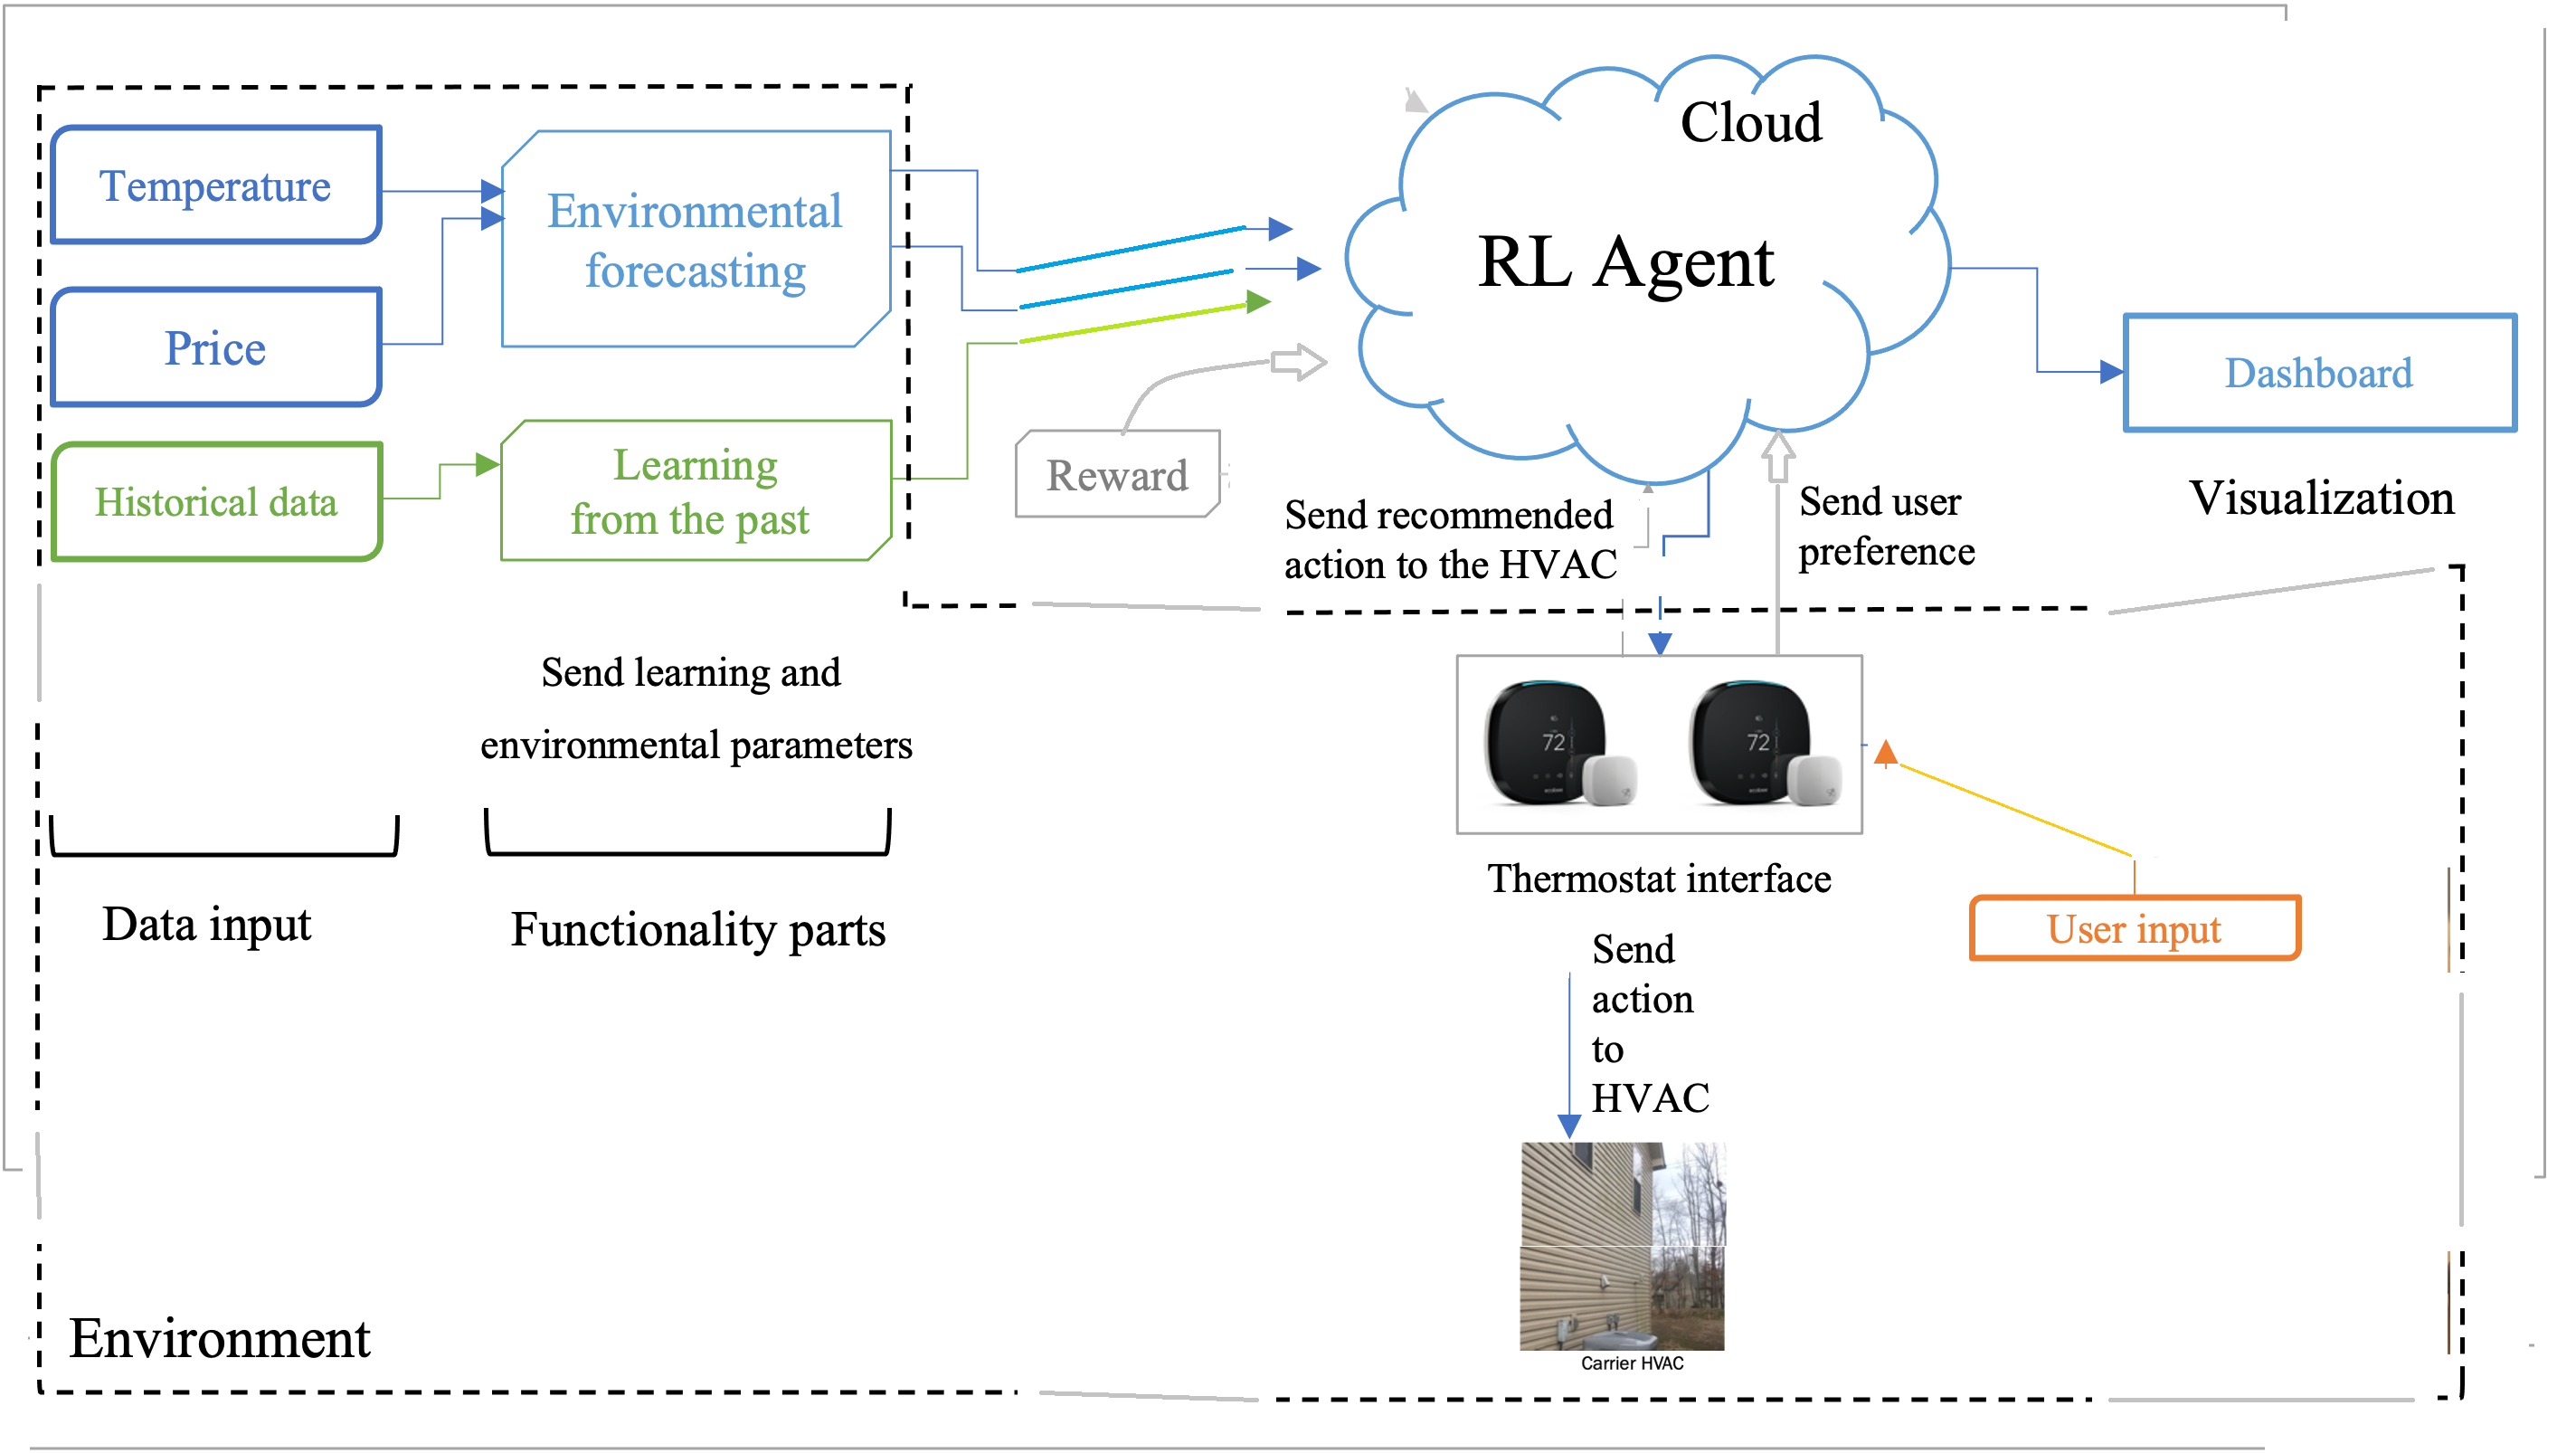 Cloud
Temperature
Environmental
forecasting
RL Agent
Price
Dashboard
Historical data
Learning
from the past
Reward
Send recommended
action to the HVAC
Send user
preference
Visualization
Send learning and
environmental parameters
72
72
Thermostat interface
Data input
Functionality parts
User input
Send
action
to
HVAC
Environment
Carrier HVAC